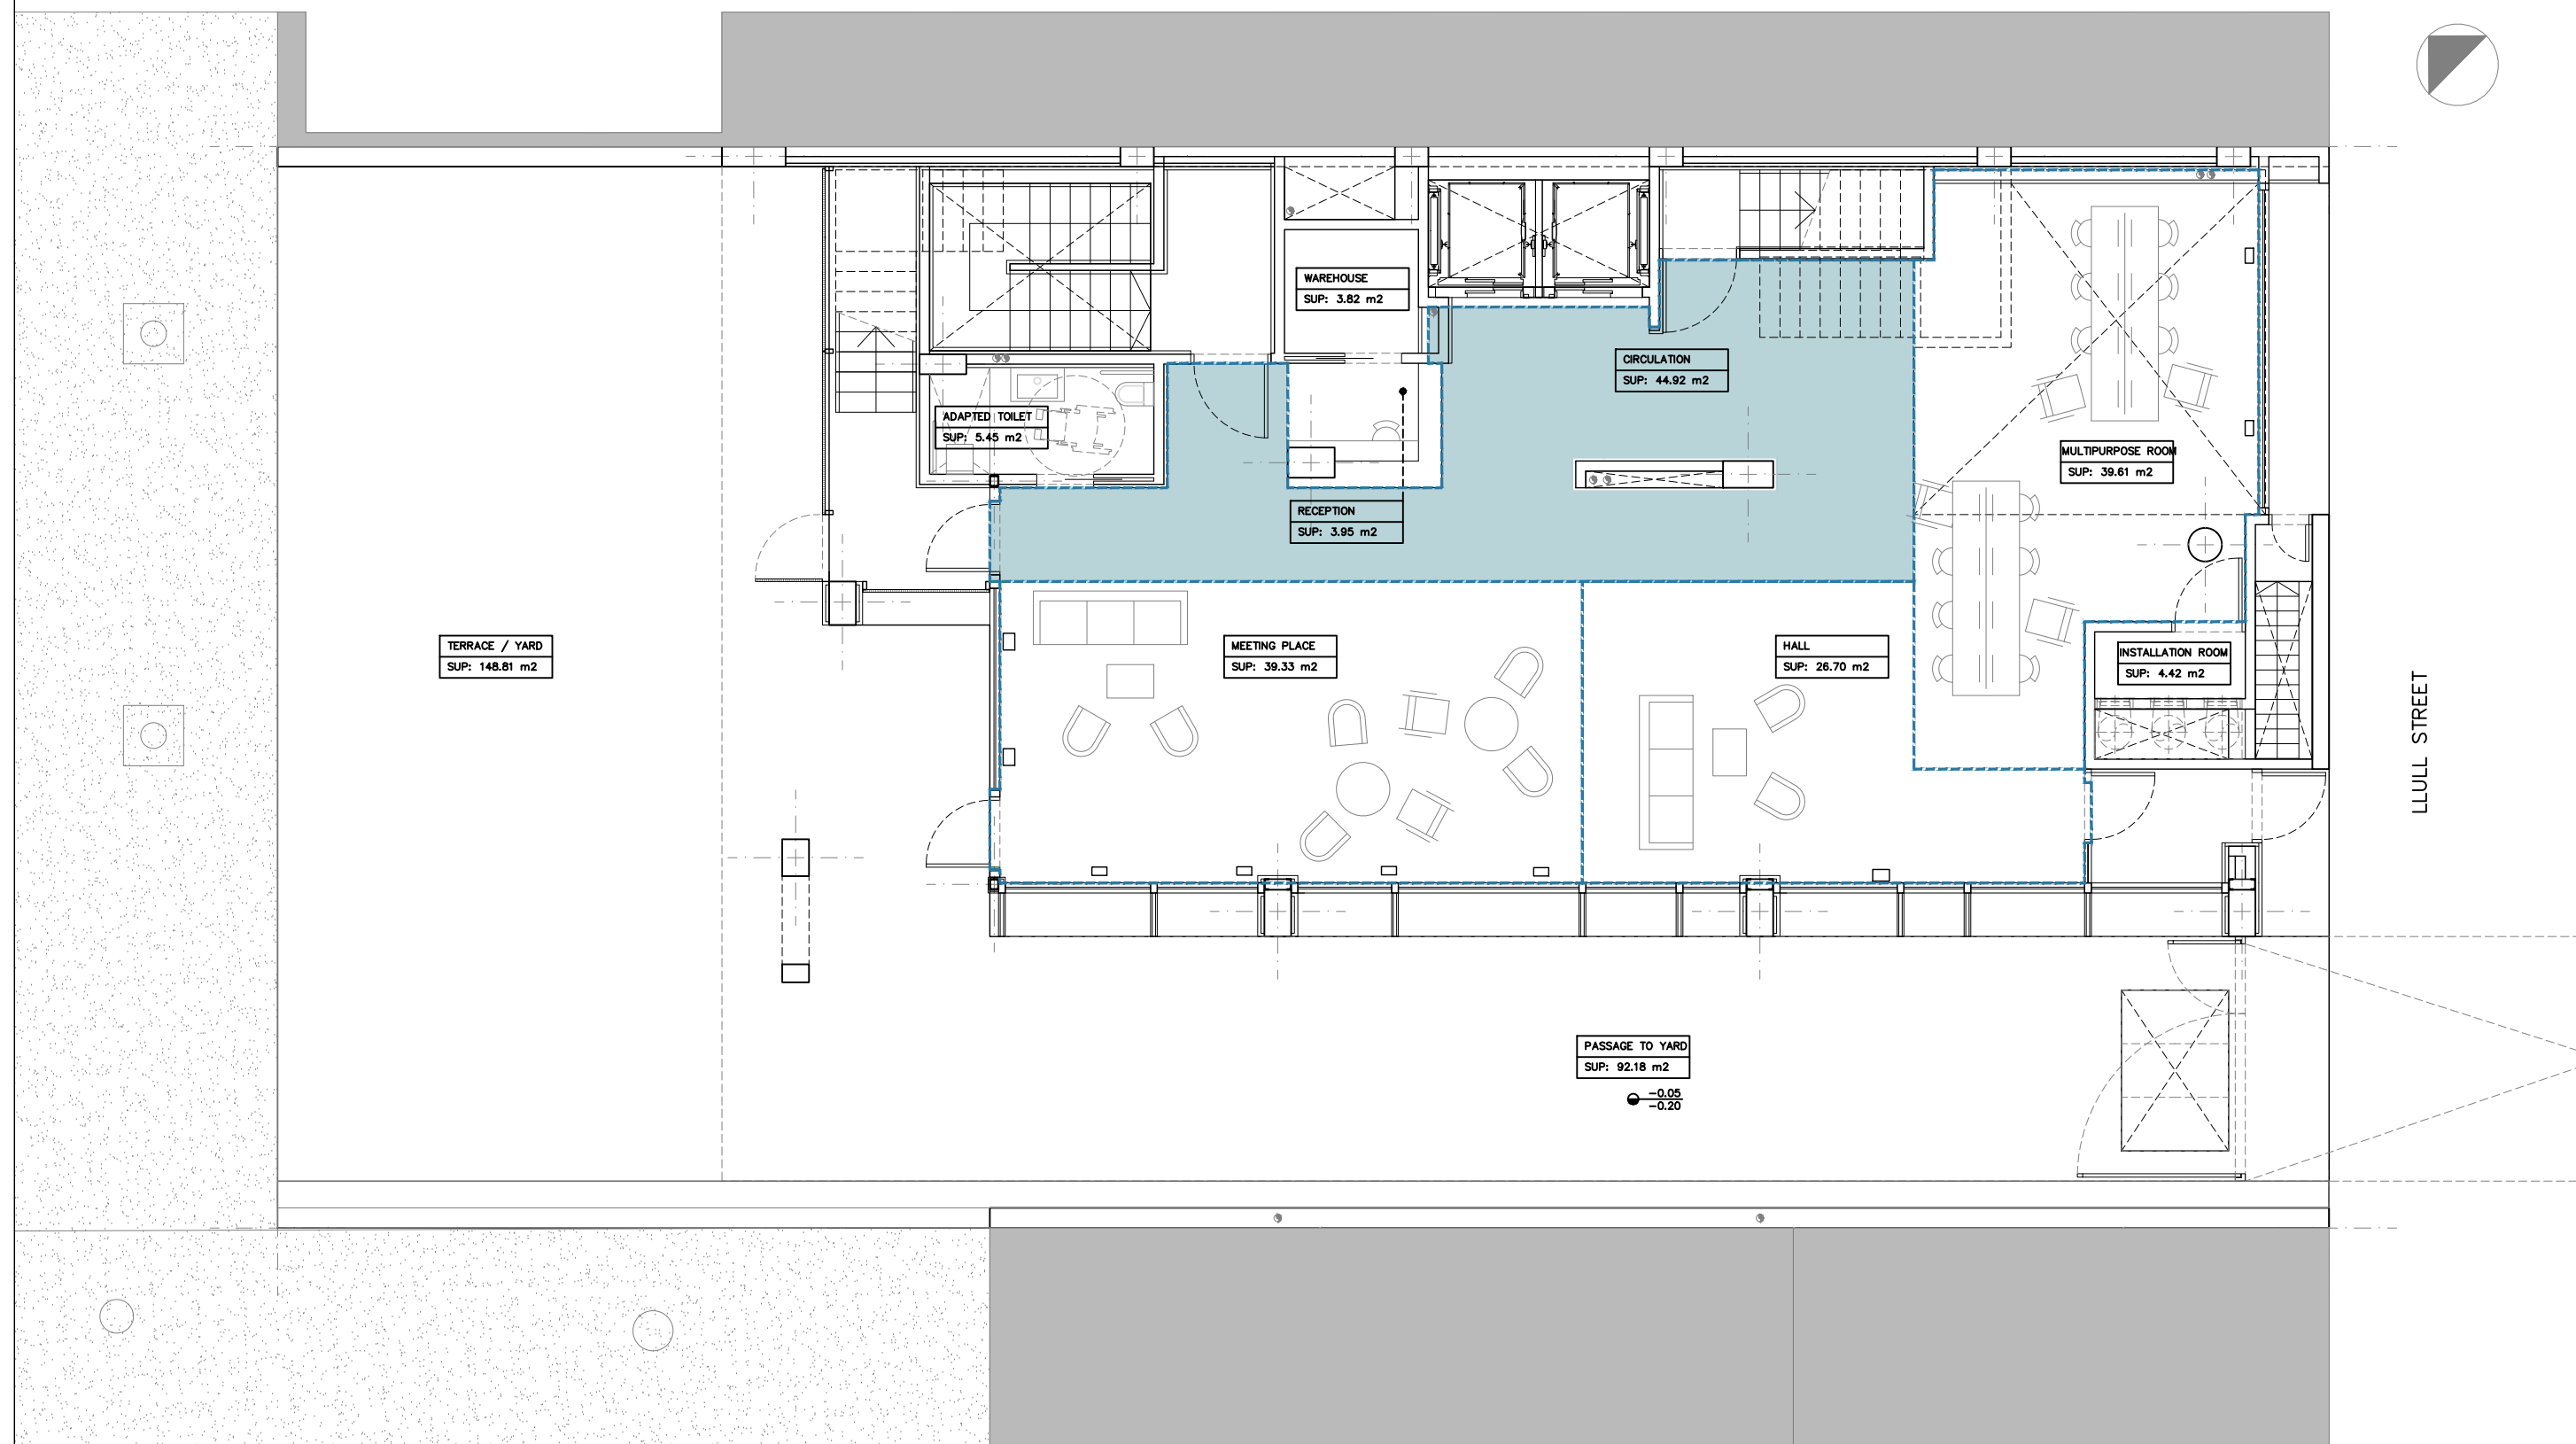 WAREHOUSE
SUP: 3.82 m2
CIRCULATION
SUP: 44.92 m2
ADAPTED TOILET
SUP: 5.45 m2
MULTIPURPOSE ROOM
SUP: 39.61 m2
RECEPTION
SUP: 3.95 m2
TERRACE / YARD
SUP: 148.81 m2
MEETING PLACE
SUP: 39.33 m2
HALL
SUP: 26.70 m2
INSTALLATION ROOM
SUP: 4.42 m2
LLULL STREET
PASSAGE TO YARD
SUP: 92.18 m2
-0.05
-0.20